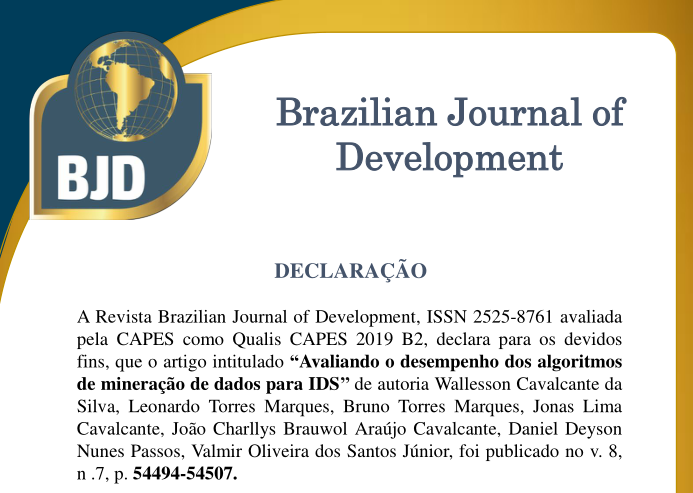 BJD
Brazilian Journal of
Development
DECLARAÇÃO
A Revista Brazilian Journal of Development, ISSN 2525-8761 avaliada
pela CAPES como Qualis CAPES 2019 B2, declara para os devidos
fins, que o artigo intitulado “Avaliando o desempenho dos algoritmos
de mineração de dados para IDS” de autoria Wallesson Cavalcante da
Silva, Leonardo Torres Marques, Bruno Torres Marques, Jonas Lima
Cavalcante, João Charllys Brauwol Araújo Cavalcante, Daniel Deyson
Nunes Passos, Valmir Oliveira dos Santos Júnior, foi publicado no v. 8,
n .7, p. 54494-54507.